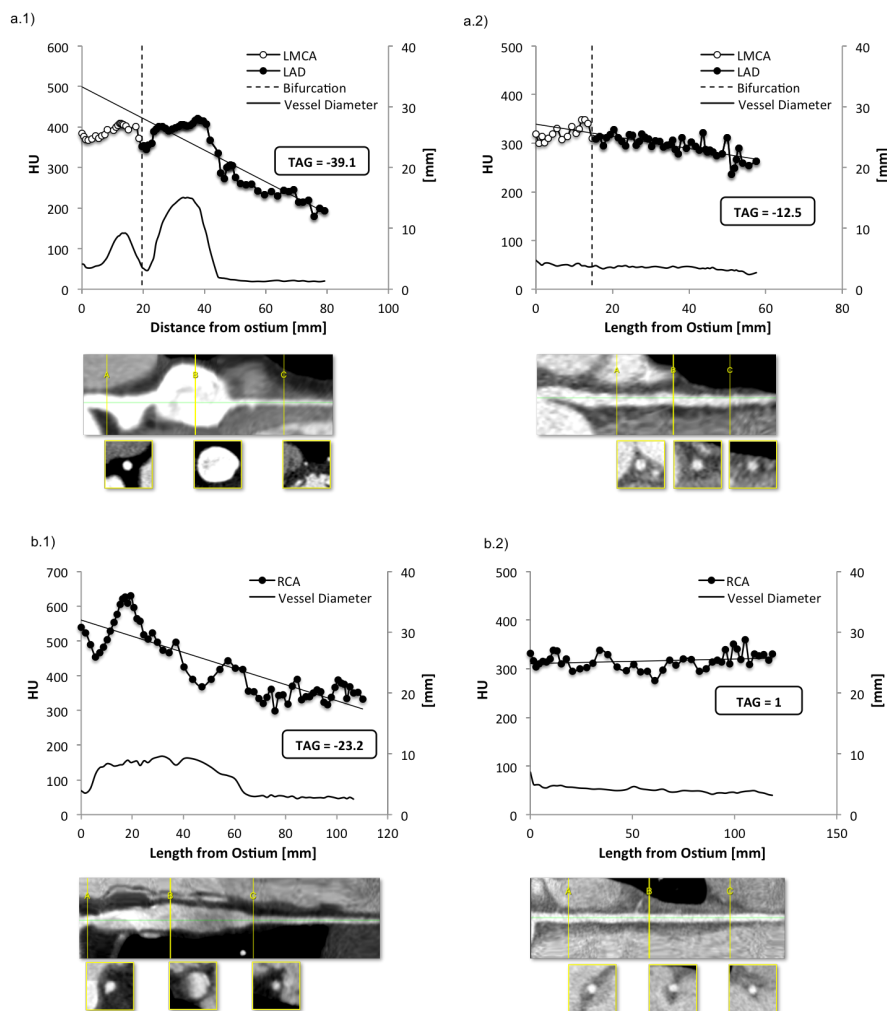 a.1)
600
500
400
300
200
100
0
HU
40
30
20
10
0
[mm]
LMCA
LAD
Bifurcation
Vessel Diameter
TAG = -39.1
0 20 40 60 80 100
Distance from ostium [mm]
A B C
a.2)
500
400
300
200
100
0
HU
40
30
20
10
0
[mm]
LMCA
LAD
Bifurcation
Vessel Diameter
TAG = -12.5
0 20 40 60 80
Length from Ostium [mm]
A B C
b.1)
700
600
500
400
300
200
100
0
HU
40
30
20
10
0
[mm]
RCA
Vessel Diameter
TAG = -23.2
0 20 40 60 80 100 120
Length from Ostium [mm]
A B C
b.2)
500
400
300
200
100
0
HU
40
30
20
10
0
[mm]
RCA
Vessel Diameter
TAG = 1
0 50 100 150
Length from Ostium [mm]
A B C